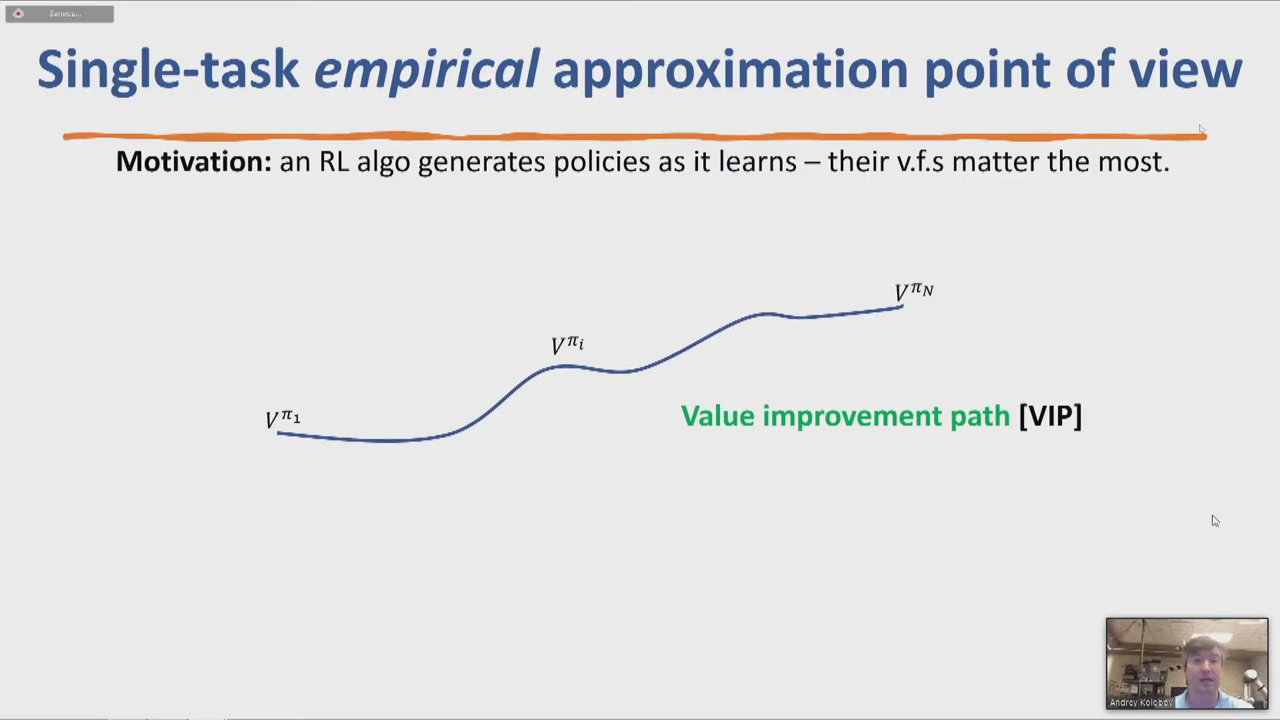 Запись...
Single-task empirical approximation point of view
Motivation: an RL algo generates policies as it learns – their v.f.s matter the most.
V^{π_N}
V^{π_i}
V^{π_1}
Value improvement path [VIP]
Andrey Kolobov